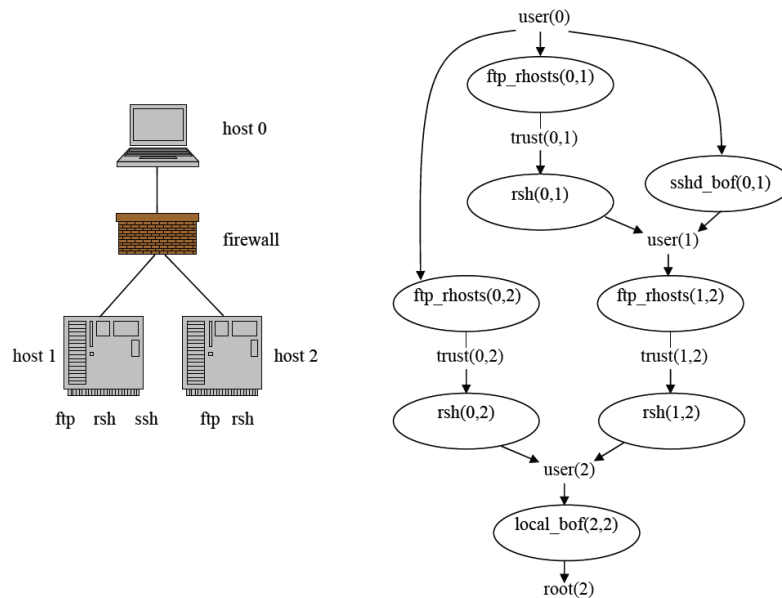 host 0
firewall
host 1
host 2
ftp rsh ssh
ftp rsh
user(0)
ftp_rhosts(0,1)
trust(0,1)
rsh(0,1)
sshd_bof(0,1)
user(1)
ftp_rhosts(0,2)
ftp_rhosts(1,2)
trust(0,2)
trust(1,2)
rsh(0,2)
rsh(1,2)
user(2)
local_bof(2,2)
root(2)